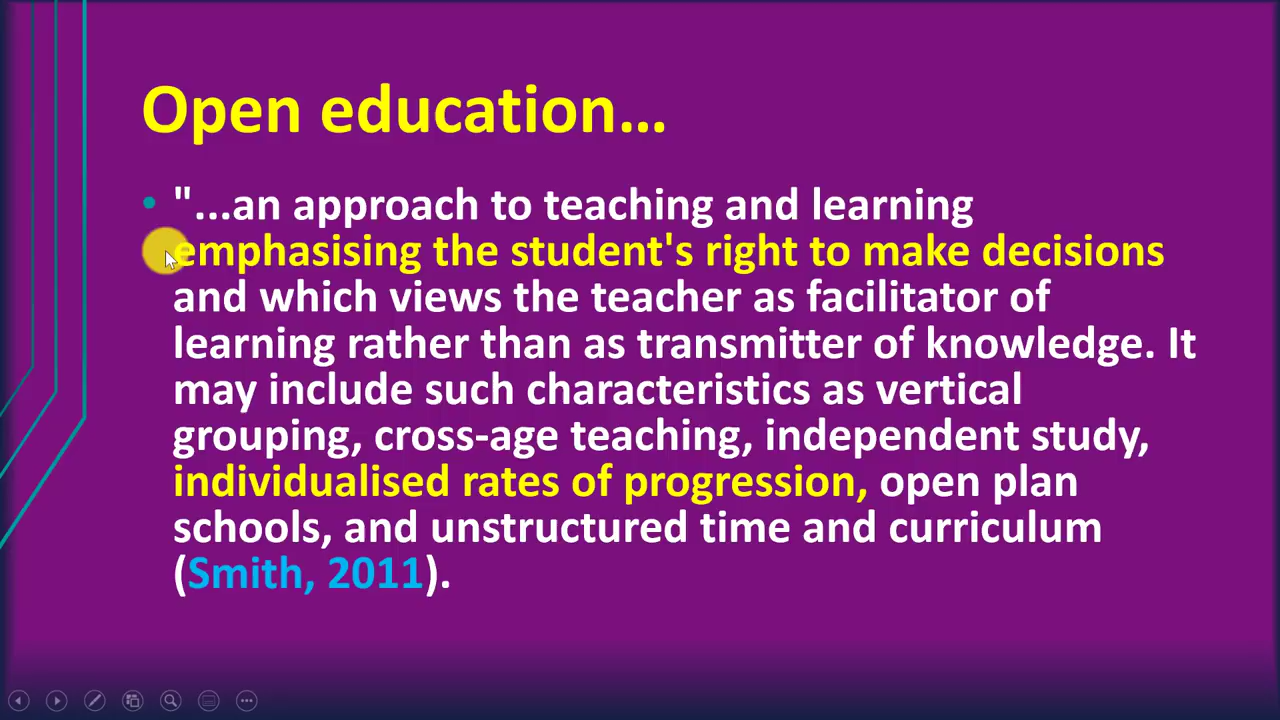 Open education...
• "...an approach to teaching and learning
emphasising the student's right to make decisions
and which views the teacher as facilitator of
learning rather than as transmitter of knowledge. It
may include such characteristics as vertical
grouping, cross-age teaching, independent study,
individualised rates of progression, open plan
schools, and unstructured time and curriculum
(Smith, 2011).